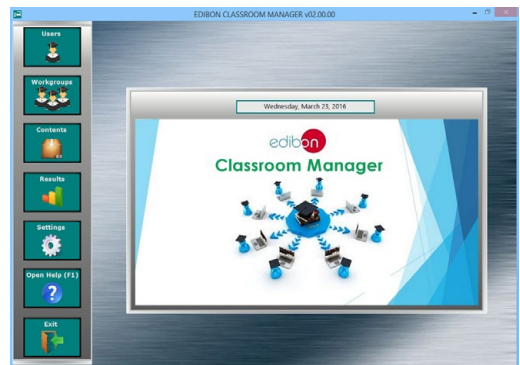 EDIBON CLASSROOM MANAGER v02.00.00
Users
Workgroups
Contents
Results
Settings
Open Help (F1)
?
Exit
Wednesday, March 23, 2016
edibon
Classroom Manager